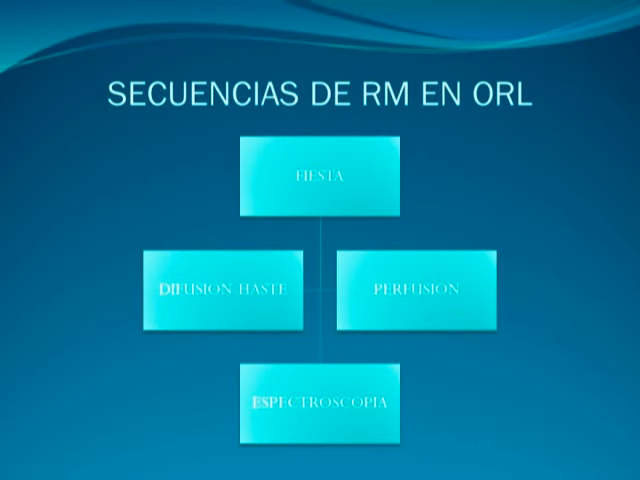 SECUENCIAS DE RM EN ORL
FIESTA
DIFUSION HASTE
PERFUSION
ESPECTROSCOPIA